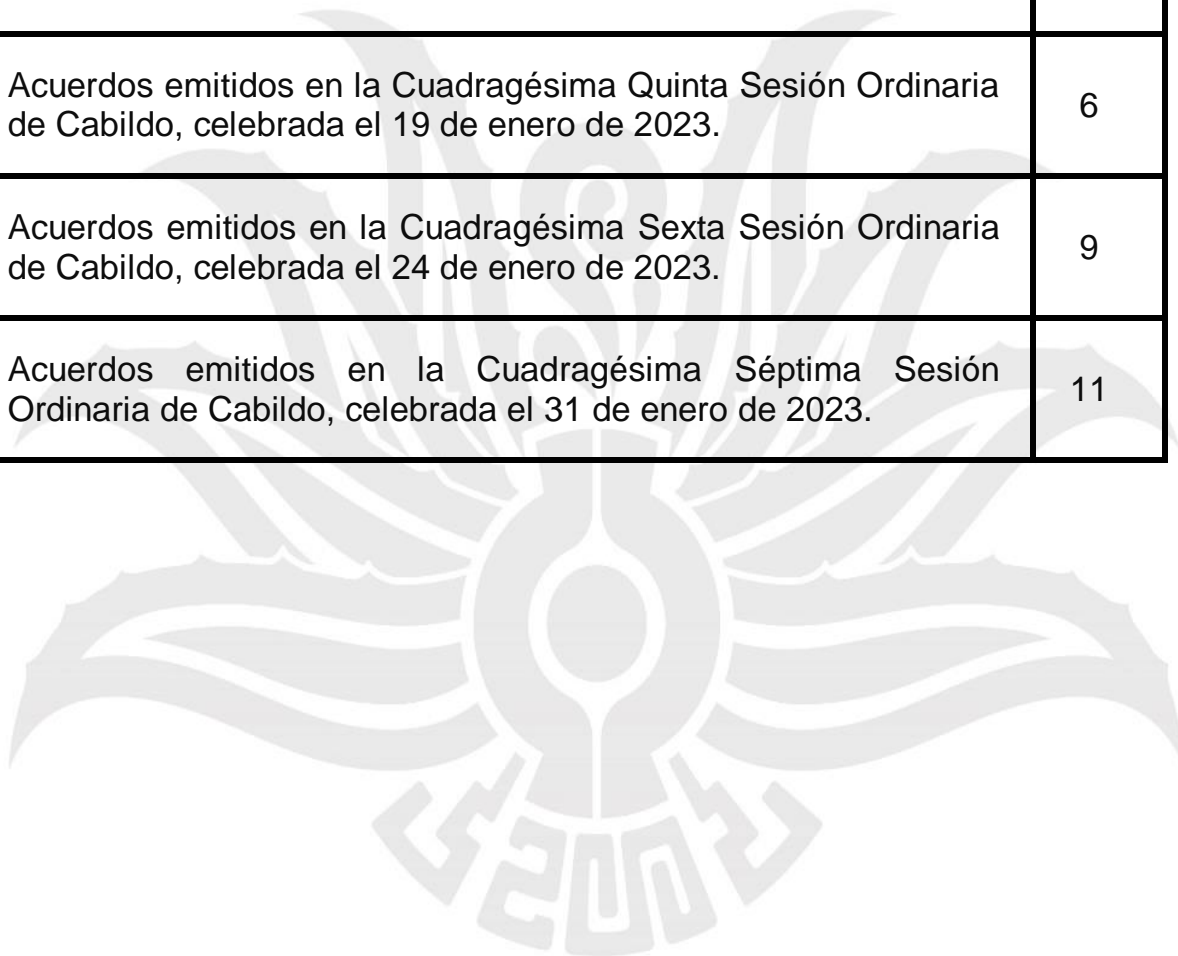 Acuerdos emitidos en la Cuadragésima Quinta Sesión Ordinaria
de Cabildo, celebrada el 19 de enero de 2023.
6
Acuerdos emitidos en la Cuadragésima Sexta Sesión Ordinaria
de Cabildo, celebrada el 24 de enero de 2023.
9
Acuerdos emitidos en la Cuadragésima Séptima Sesión
Ordinaria de Cabildo, celebrada el 31 de enero de 2023.
11
200